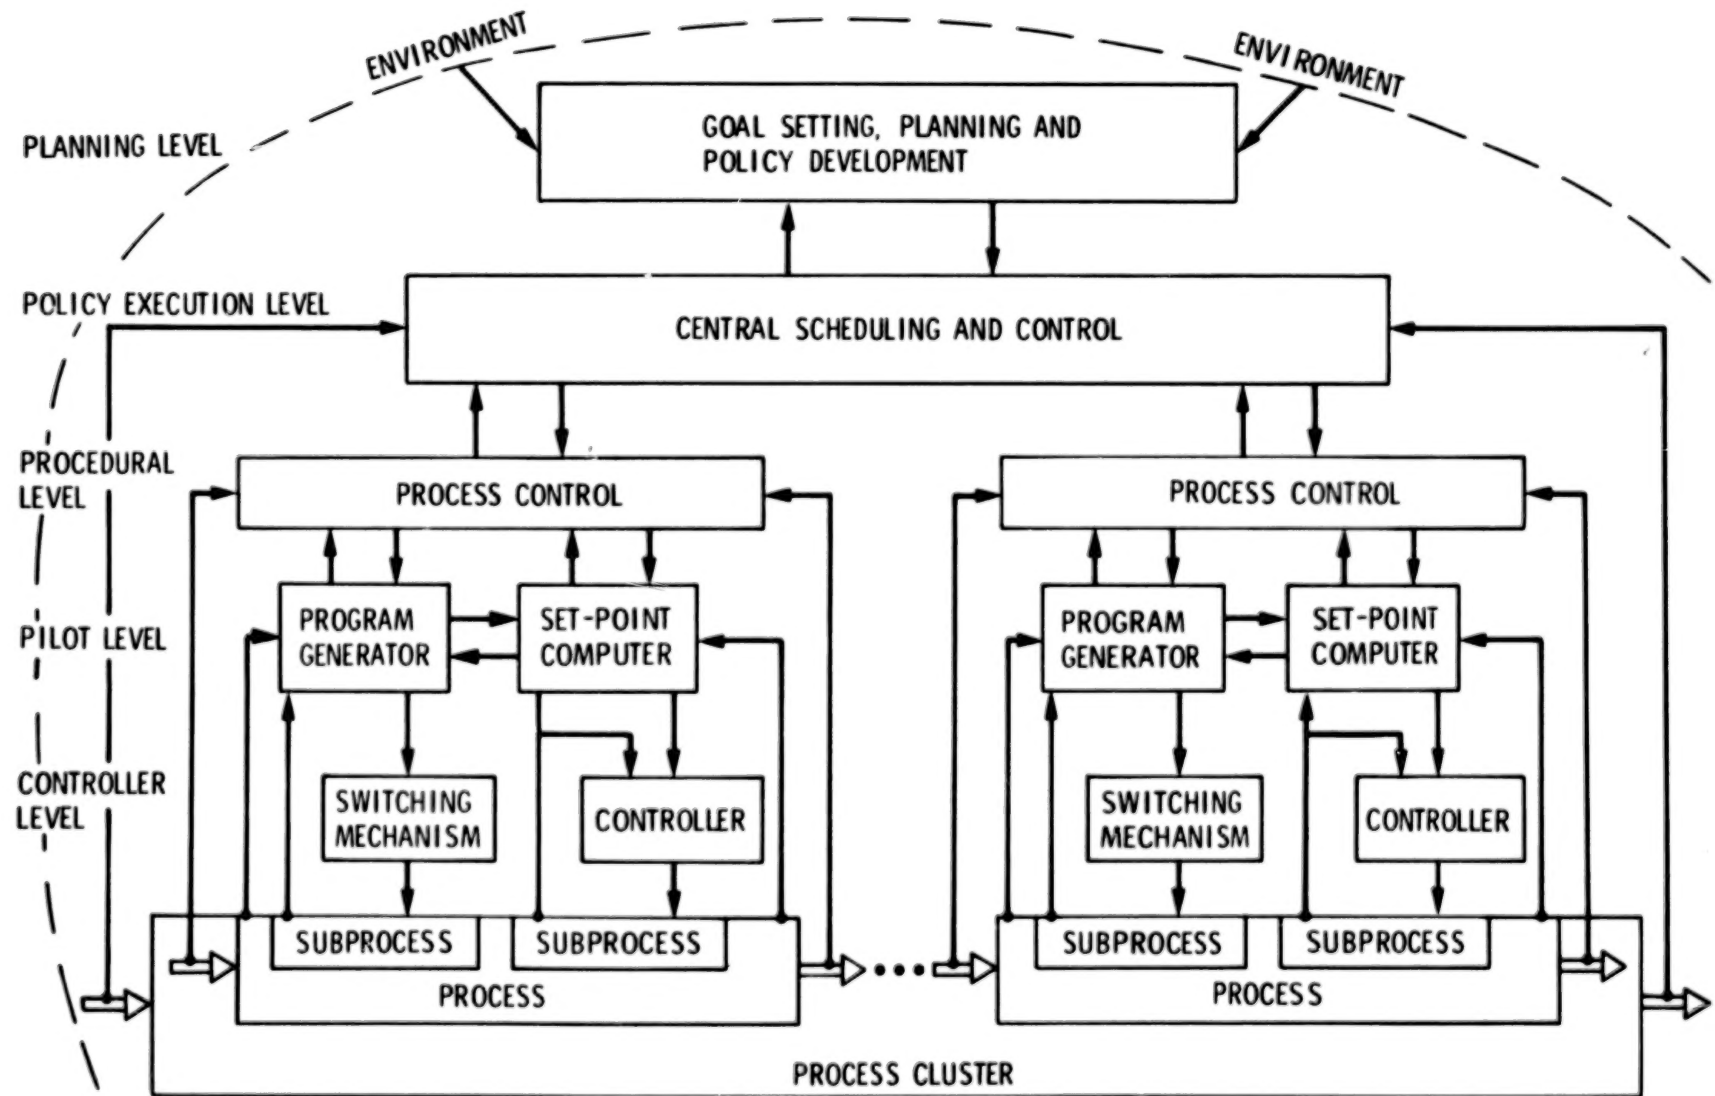 ENVIRONMENT
ENVIRONMENT
PLANNING LEVEL
GOAL SETTING, PLANNING AND
POLICY DEVELOPMENT
POLICY EXECUTION LEVEL
CENTRAL SCHEDULING AND CONTROL
PROCEDURAL
LEVEL
PROCESS CONTROL
PROCESS CONTROL
PILOT LEVEL
PROGRAM
GENERATOR
SET-POINT
COMPUTER
PROGRAM
GENERATOR
SET-POINT
COMPUTER
CONTROLLER
LEVEL
SWITCHING
MECHANISM
CONTROLLER
SWITCHING
MECHANISM
CONTROLLER
SUBPROCESS
SUBPROCESS
SUBPROCESS
SUBPROCESS
PROCESS
PROCESS
PROCESS CLUSTER